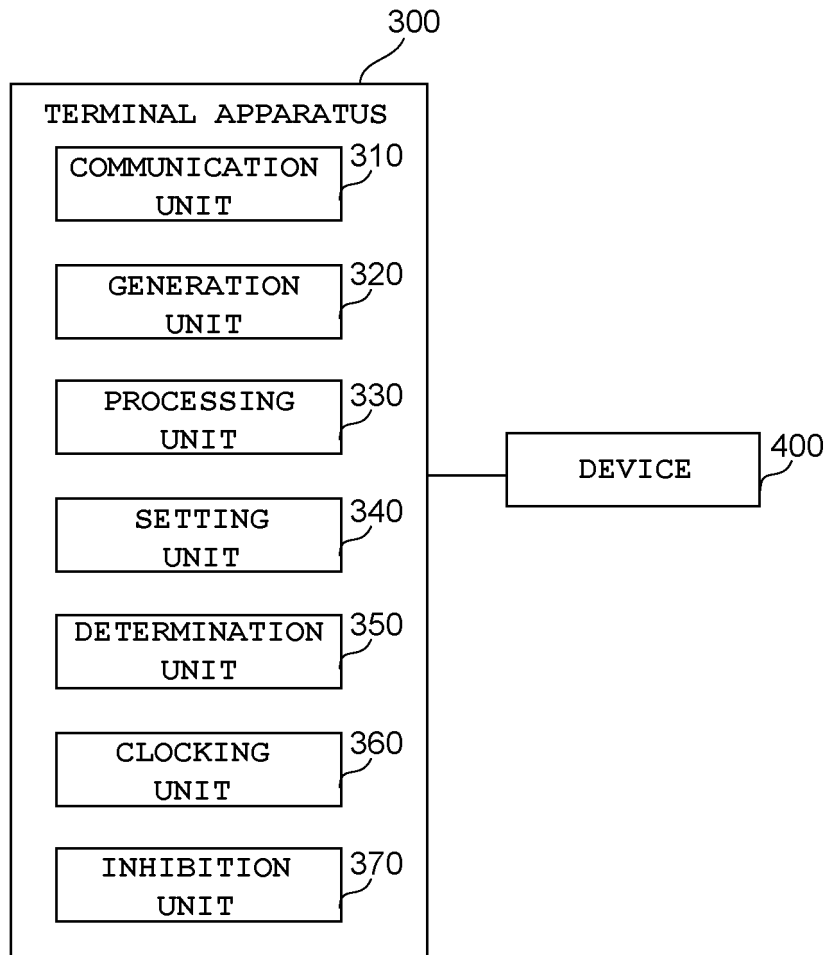 300
TERMINAL APPARATUS
COMMUNICATION
UNIT
310
GENERATION
UNIT
320
PROCESSING
UNIT
330
SETTING
UNIT
340
DETERMINATION
UNIT
350
CLOCKING
UNIT
360
INHIBITION
UNIT
370
DEVICE
400